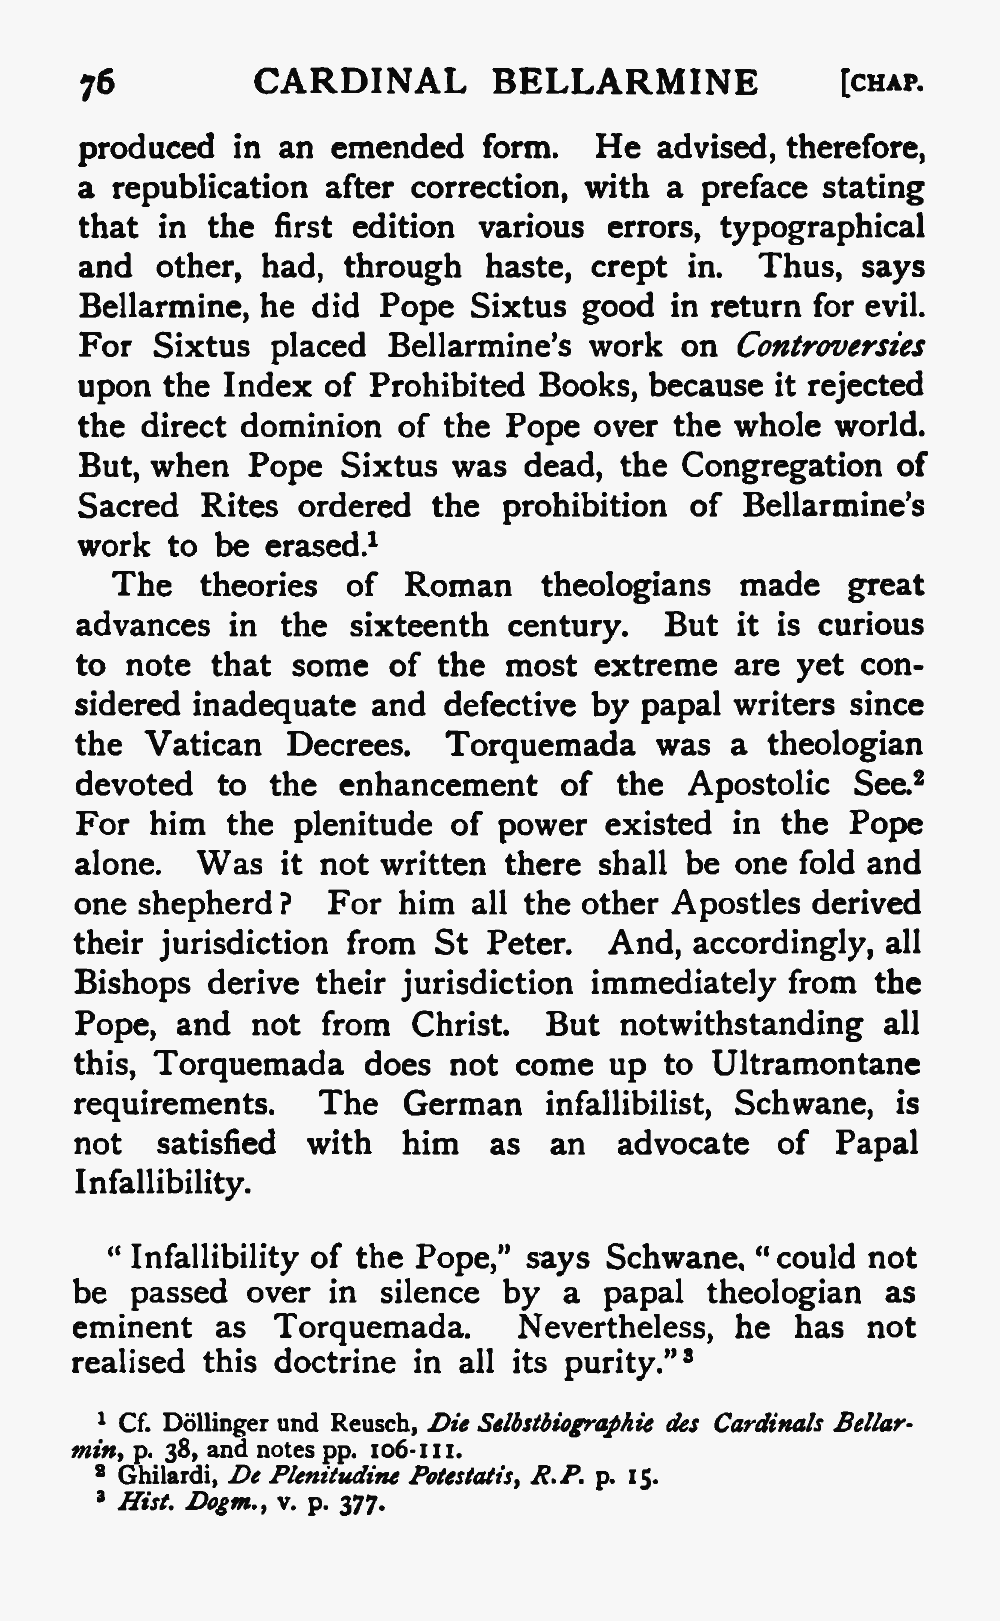 76 CARDINAL BELLARMINE [CHAP.
produced in an emended form. He advised, therefore,
a republication after correction, with a preface stating
that in the first edition various errors, typographical
and other, had, through haste, crept in. Thus, says
Bellarmine, he did Pope Sixtus good in return for evil.
For Sixtus placed Bellarmine's work on Controversies
upon the Index of Prohibited Books, because it rejected
the direct dominion of the Pope over the whole world.
But, when Pope Sixtus was dead, the Congregation of
Sacred Rites ordered the prohibition of Bellarmine's
work to be erased.¹
The theories of Roman theologians made great
advances in the sixteenth century. But it is curious
to note that some of the most extreme are yet con-
sidered inadequate and defective by papal writers since
the Vatican Decrees. Torquemada was a theologian
devoted to the enhancement of the Apostolic See.²
For him the plenitude of power existed in the Pope
alone. Was it not written there shall be one fold and
one shepherd? For him all the other Apostles derived
their jurisdiction from St Peter. And, accordingly, all
Bishops derive their jurisdiction immediately from the
Pope, and not from Christ. But notwithstanding all
this, Torquemada does not come up to Ultramontane
requirements. The German infallibilist, Schwane, is
not satisfied with him as an advocate of Papal
Infallibility.
"Infallibility of the Pope," says Schwane, "could not
be passed over in silence by a papal theologian as
eminent as Torquemada. Nevertheless, he has not
realised this doctrine in all its purity."³
¹ Cf. Döllinger und Reusch, Die Selbstbiographie des Cardinals Bellar-
min, p. 38, and notes pp. 106-111.
² Ghilardi, De Plenitudine Potestatis, R.P. p. 15.
³ Hist. Dogm., v. p. 377.